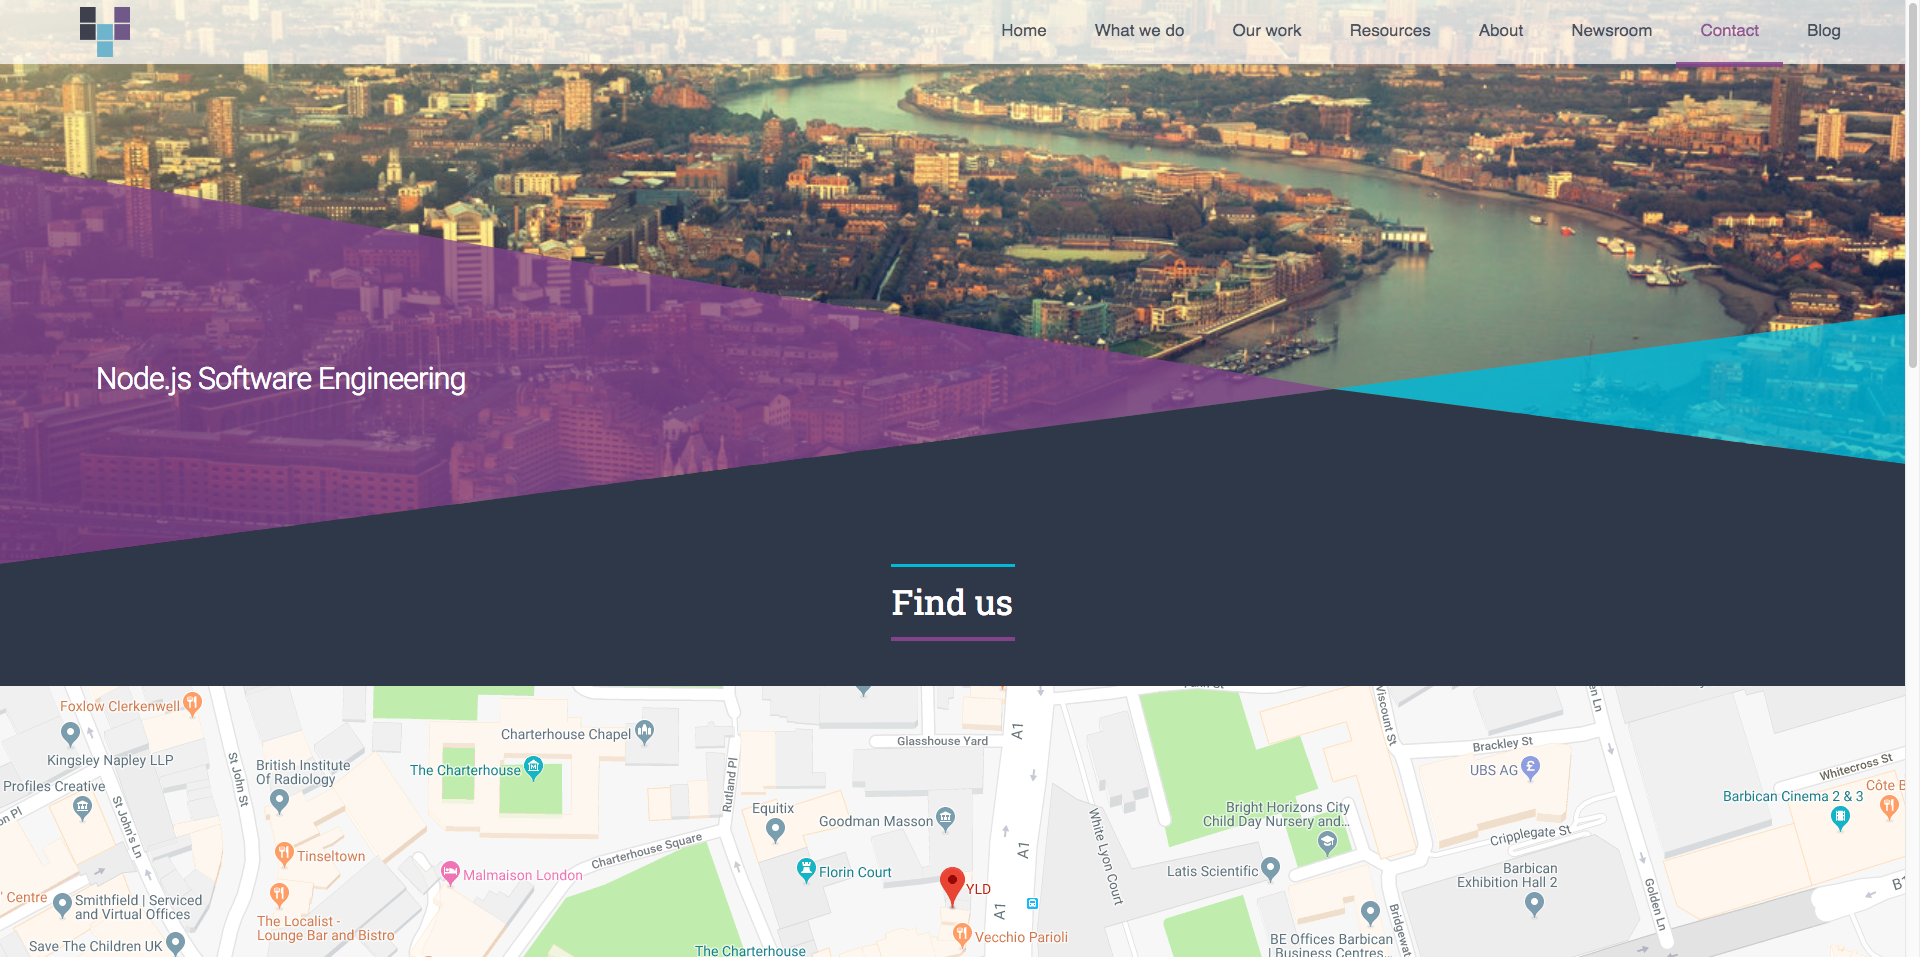 Home
What we do
Our work
Resources
About
Newsroom
Contact
Blog
Node.js Software Engineering
Find us
Foxlow Clerkenwell
Kingsley Napley LLP
Profiles Creative
St John's Ln
St John St
British Institute
Of Radiology
The Charterhouse
Charterhouse Chapel
Rutland Pl
Glasshouse Yard
A1
Equitix
Goodman Masson
Charterhouse Square
Tinseltown
Malmaison London
Florin Court
YLD
A1
A1
White Lyon Court
Vecchio Parioli
The Charterhouse
Centre
Smithfield | Serviced
and Virtual Offices
The Localist -
Lounge Bar and Bistro
Save The Children UK
Viscount St
Brackley St
UBS AG
Bright Horizons City
Child Day Nursery and...
Cripplegate St
Latis Scientific
Barbican
Exhibition Hall 2
BE Offices Barbican
| Business Centres...
Bridgewat
Golden Ln
Whitecross St
Côte B
Barbican Cinema 2 & 3